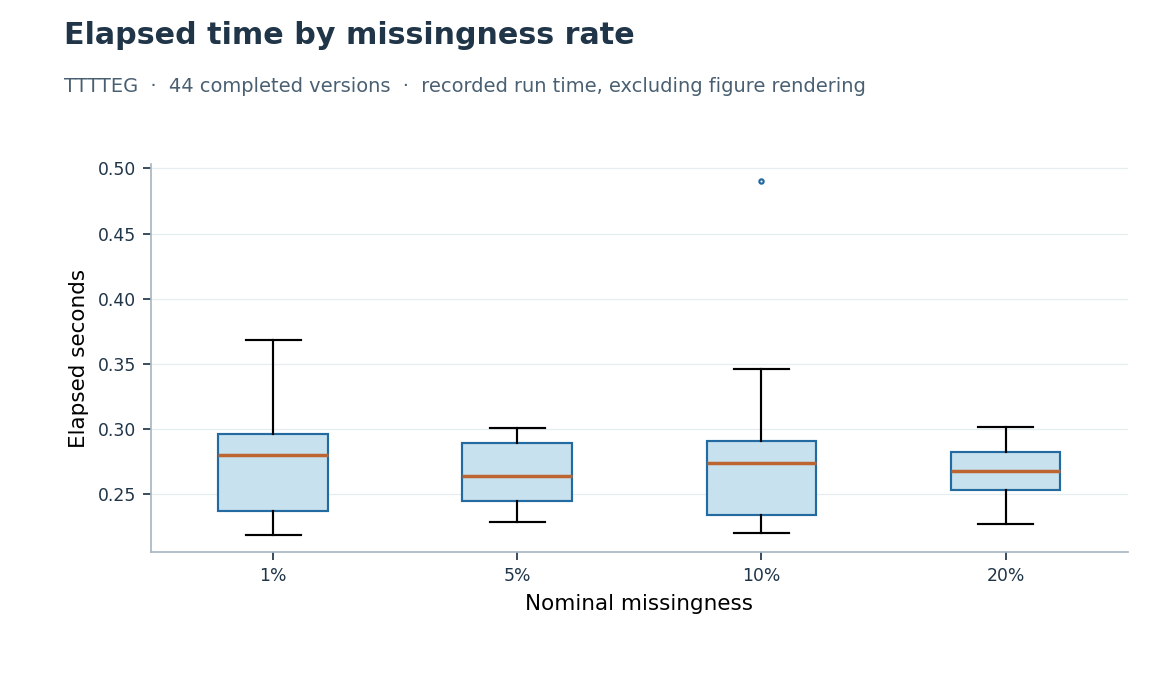 Elapsed time by missingness rate
TTTTEG · 44 completed versions · recorded run time, excluding figure rendering
0.50
0.45
0.40
0.35
0.30
0.25
Elapsed seconds
1% 5% 10% 20%
Nominal missingness